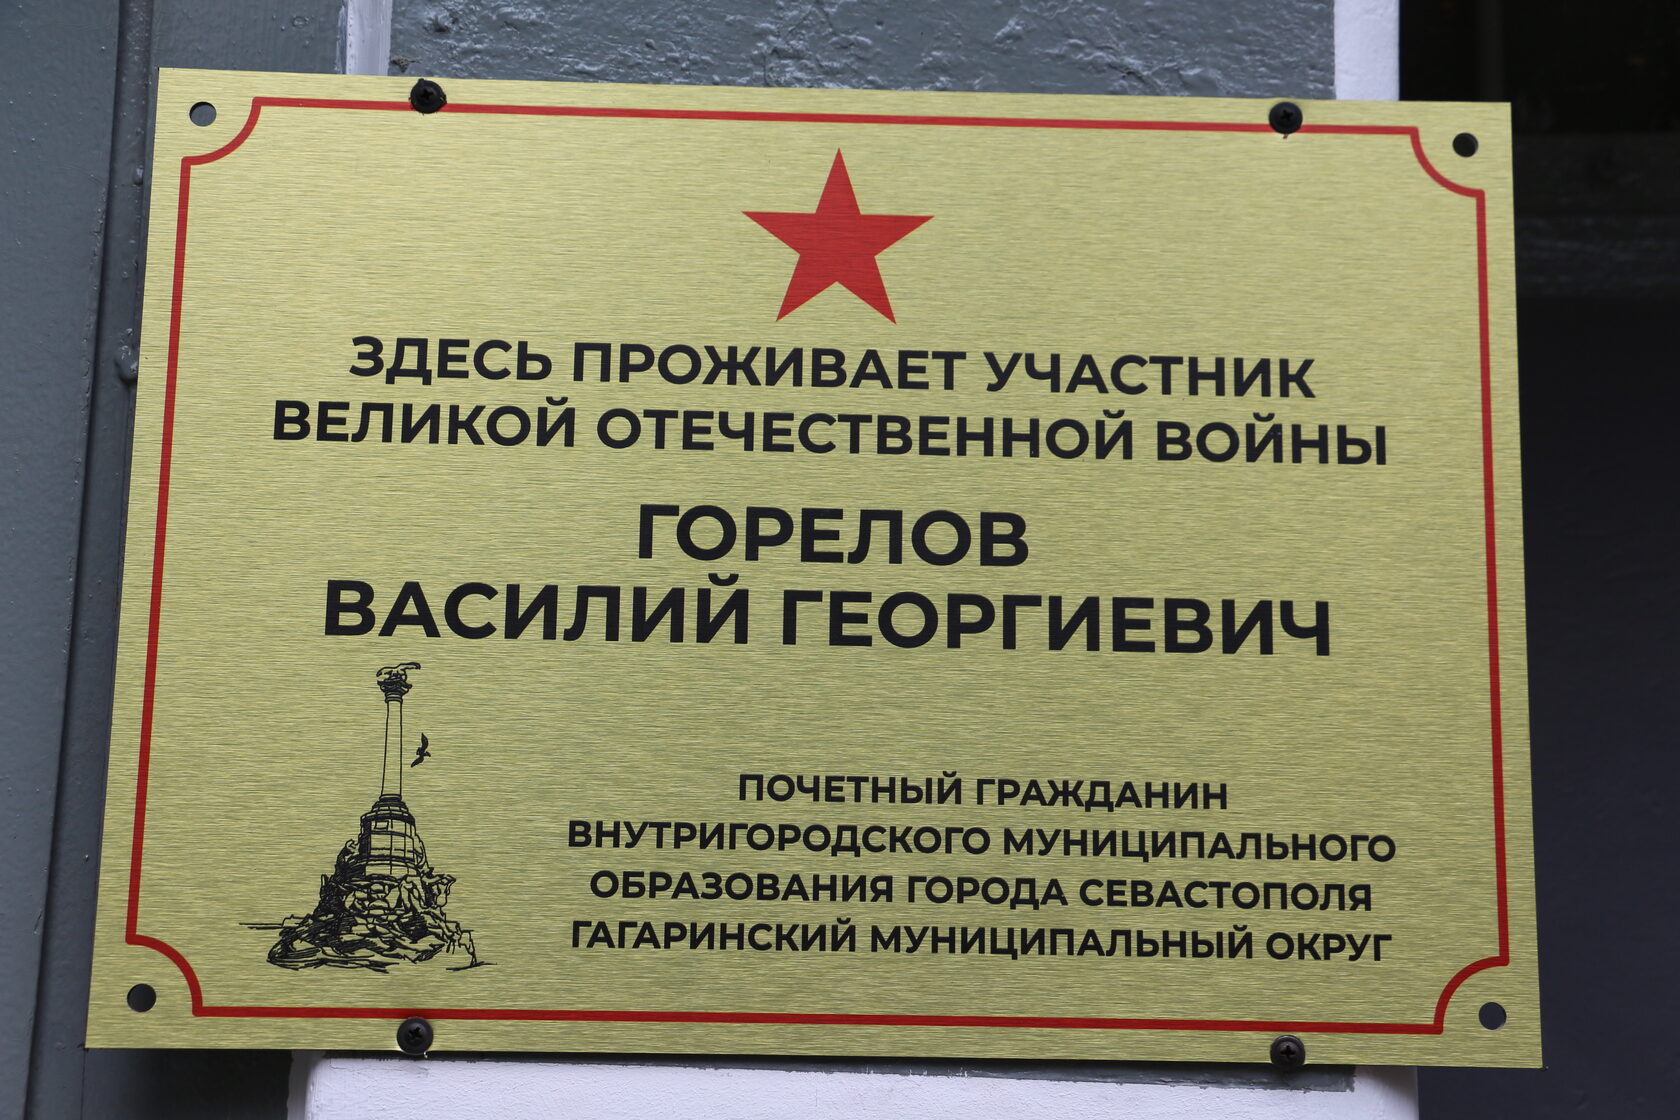 ЗДЕСЬ ПРОЖИВАЕТ УЧАСТНИК
ВЕЛИКОЙ ОТЕЧЕСТВЕННОЙ ВОЙНЫ
ГОРЕЛОВ
ВАСИЛИЙ ГЕОРГИЕВИЧ
ПОЧЕТНЫЙ ГРАЖДАНИН
ВНУТРИГОРОДСКОГО МУНИЦИПАЛЬНОГО
ОБРАЗОВАНИЯ ГОРОДА СЕВАСТОПОЛЯ
ГАГАРИНСКИЙ МУНИЦИПАЛЬНЫЙ ОКРУГ